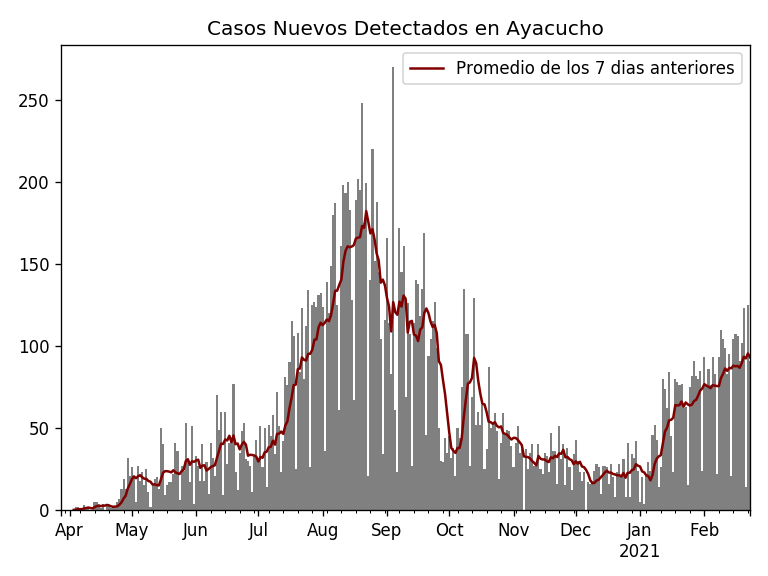 Casos Nuevos Detectados en Ayacucho
Promedio de los 7 dias anteriores
250
200
150
100
50
0
Apr May Jun Jul Aug Sep Oct Nov Dec Jan Feb
2021